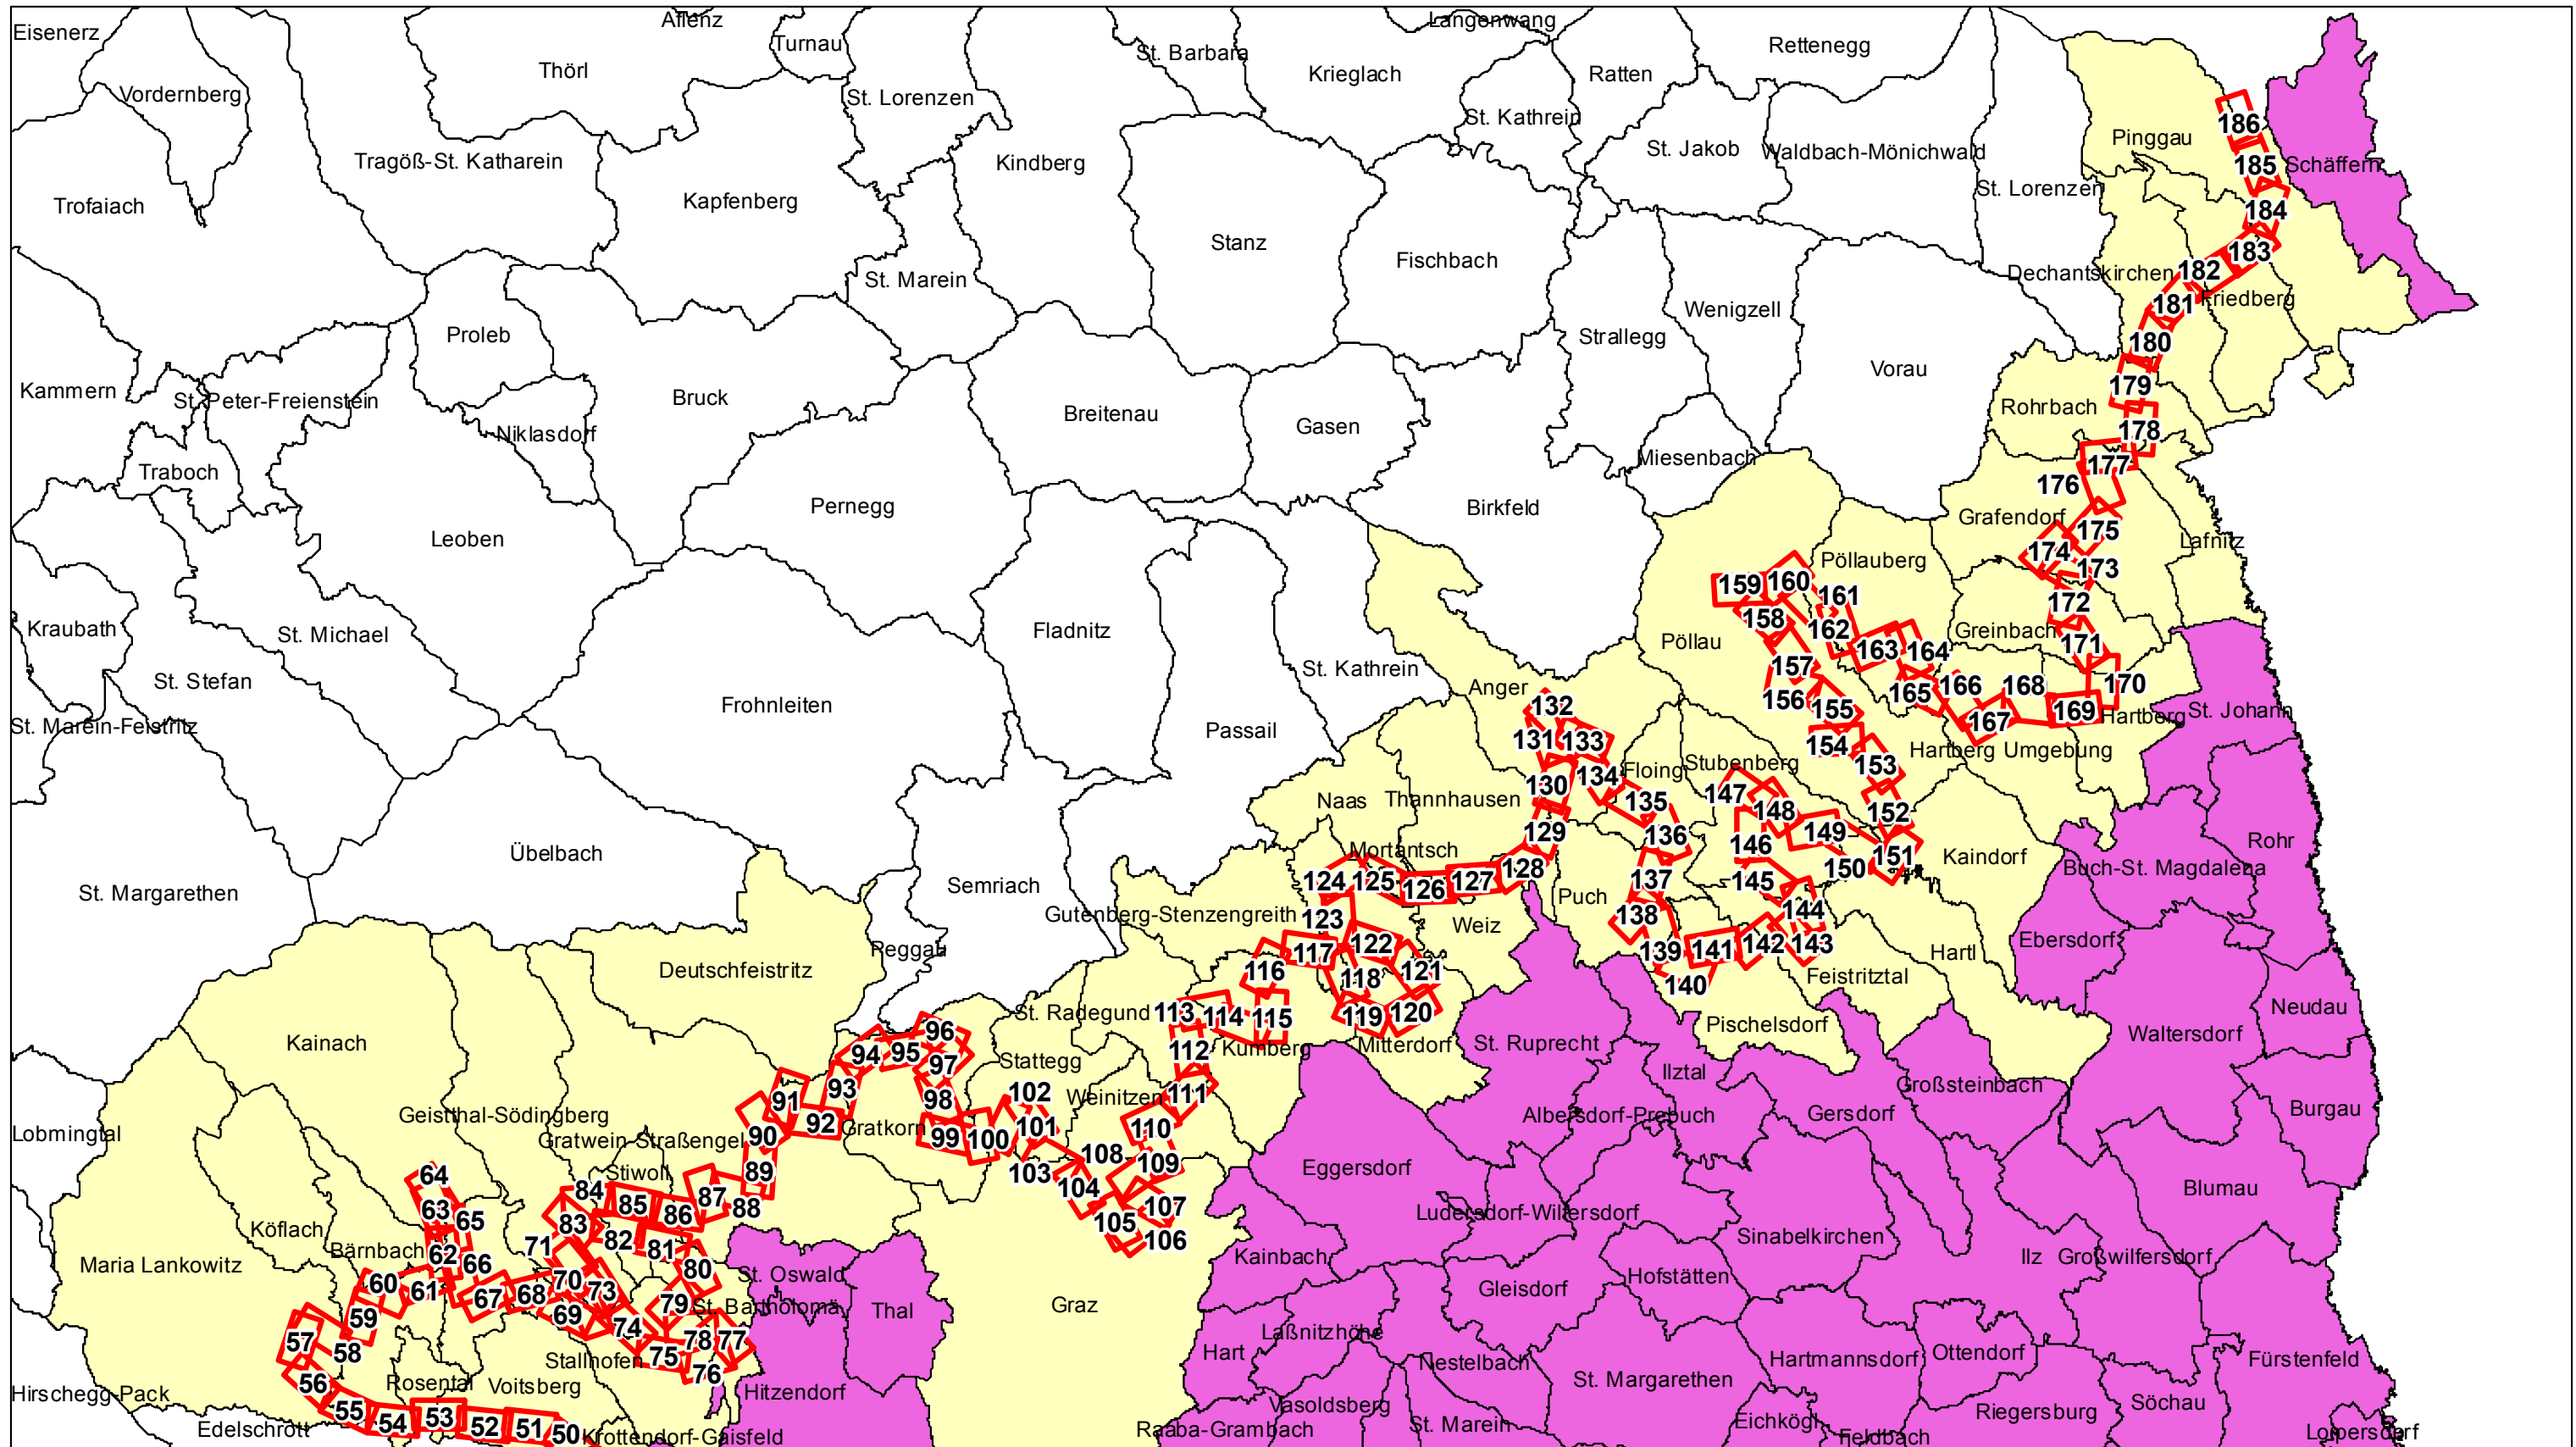 Eisenerz
Aflenz
Turnau
Langenwang
St. Barbara
Rettenegg
Thörl
Krieglach
Ratten
Vordernberg
St. Lorenzen
St. Kathrein
186
Pinggau
Tragöß-St. Katharein
Kindberg
St. Jakob
Waldbach-Mönichwald
185
Schäffern
Trofaiach
Kapfenberg
St. Lorenzen
184
Stanz
Fischbach
183
St. Marein
Dechantskirchen
182
Friedberg
181
Proleb
Strallegg
Wenigzell
180
Vorau
179
Kammern
St. Peter-Freienstein
Bruck
Breitenau
Gasen
Rohrbach
Niklasdorf
178
Traboch
Miesenbach
177
176
Pernegg
Birkfeld
Grafendorf
Leoben
175
Lafnitz
174
Pöllauberg
173
159
160
161
172
Kraubath
St. Michael
Fladnitz
158
162
Greinbach
Pöllau
171
163
164
St. Stefan
St. Kathrein
157
Anger
156
165
166
168
170
Frohnleiten
132
155
167
169
Hartberg
St. Johann
St. Marein-Feistritz
Passail
131
133
154
Hartberg Umgebung
153
130
134
Floing
Stubenberg
Naas
Thannhausen
135
147
148
152
129
136
149
Rohr
Übelbach
Mortantsch
146
151
Kaindorf
150
Buch-St. Magdalena
St. Margarethen
Semriach
124
125
126
127
128
137
145
Puch
Gutenberg-Stenzengreith
123
Weiz
138
144
Ebersdorf
Peggau
117
122
139
141
142
143
Hartl
Deutschfeistritz
116
118
121
140
Feistritztal
Neudau
St. Radegund
113
114
115
119
120
Pischelsdorf
Waltersdorf
Kainach
96
94
95
97
Stattegg
112
Kumberg
Mitterdorf
St. Ruprecht
Ilztal
Großsteinbach
91
93
98
102
Weinitzen
111
Geistthal-Södingberg
Albersdorf-Prebuch
Gersdorf
Burgau
Lobmingtal
Gratwein-Straßengel
90
92
Gratkorn
99
100
101
110
Stiwoll
89
103
108
109
Eggersdorf
64
84
87
104
Blumau
63
65
83
85
86
88
105
107
Ludersdorf-Wilfersdorf
Köflach
Bärnbach
62
66
71
82
81
106
Kainbach
Sinabelkirchen
Ilz
Großwilfersdorf
Maria Lankowitz
60
61
67
68
70
73
80
St. Oswald
Gleisdorf
Hofstätten
59
69
74
79
St. Bartholomä
Thal
Graz
57
58
75
78
77
Laßnitzhöhe
Hart
Nestelbach
Hartmannsdorf
Ottendorf
Fürstenfeld
56
Stallhofen
76
Hirschegg-Pack
Rosental
Voitsberg
Hitzendorf
St. Margarethen
55
54
53
52
51
50
Vasoldsberg
Söchau
Edelschrott
Krottendorf-Gaisfeld
Raaba-Grambach
St. Marein
Eichkögl
Riegersburg
Feldbach
Loipersdorf